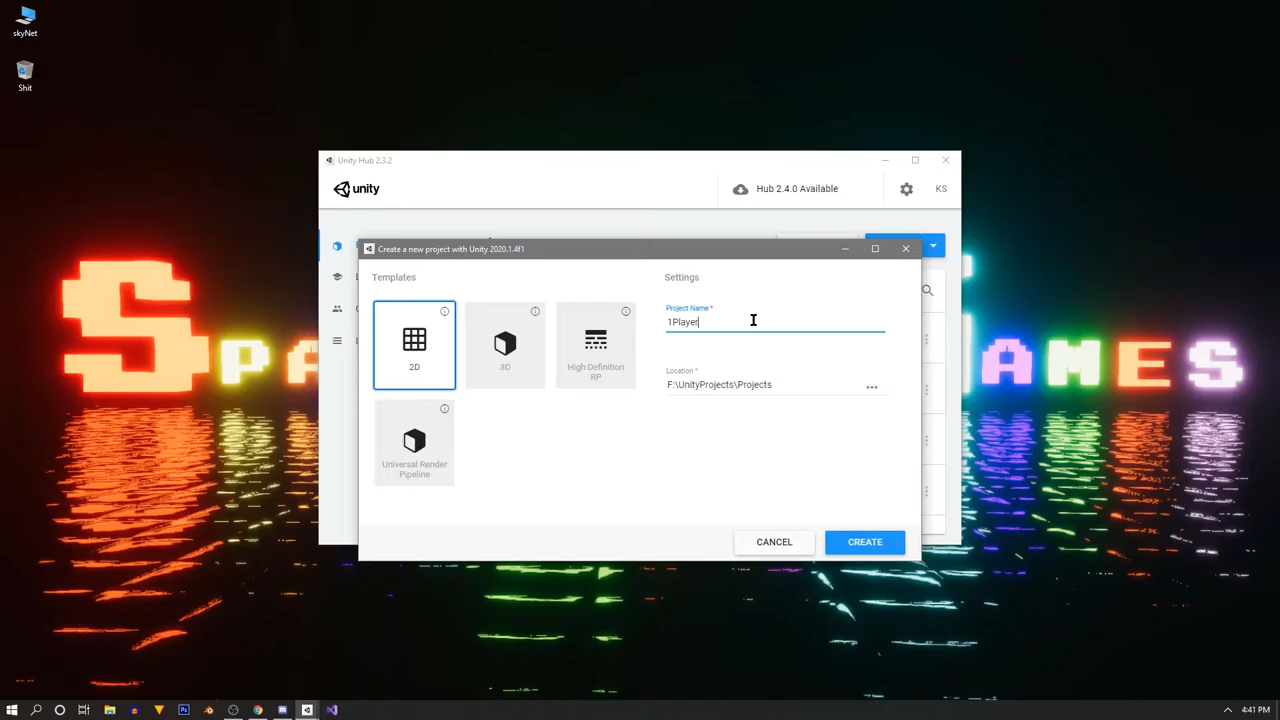 skyNet
Shit
Unity Hub 2.3.2
unity
Hub 2.4.0 Available
KS
Create a new project with Unity 2020.1.4f1
Templates
Settings
2D
3D
High Definition
RP
Universal Render
Pipeline
Project Name *
1Player
Location *
F:\UnityProjects\Projects
•••
CANCEL
CREATE
SPA
AMES
4:41 PM